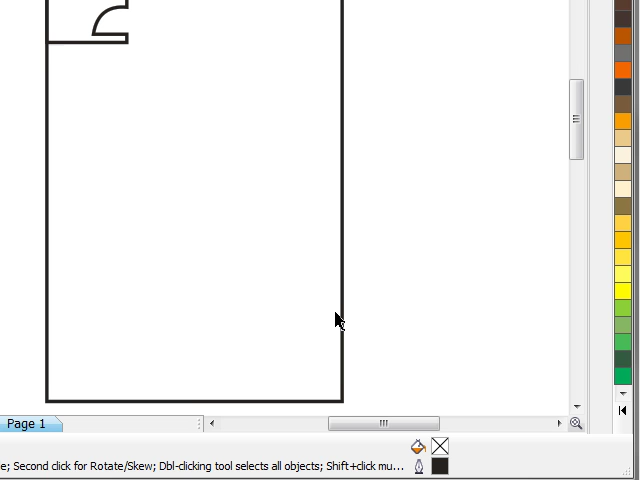 Page 1
e; Second click for Rotate/Skew; Dbl-clicking tool selects all objects; Shift+click mu...